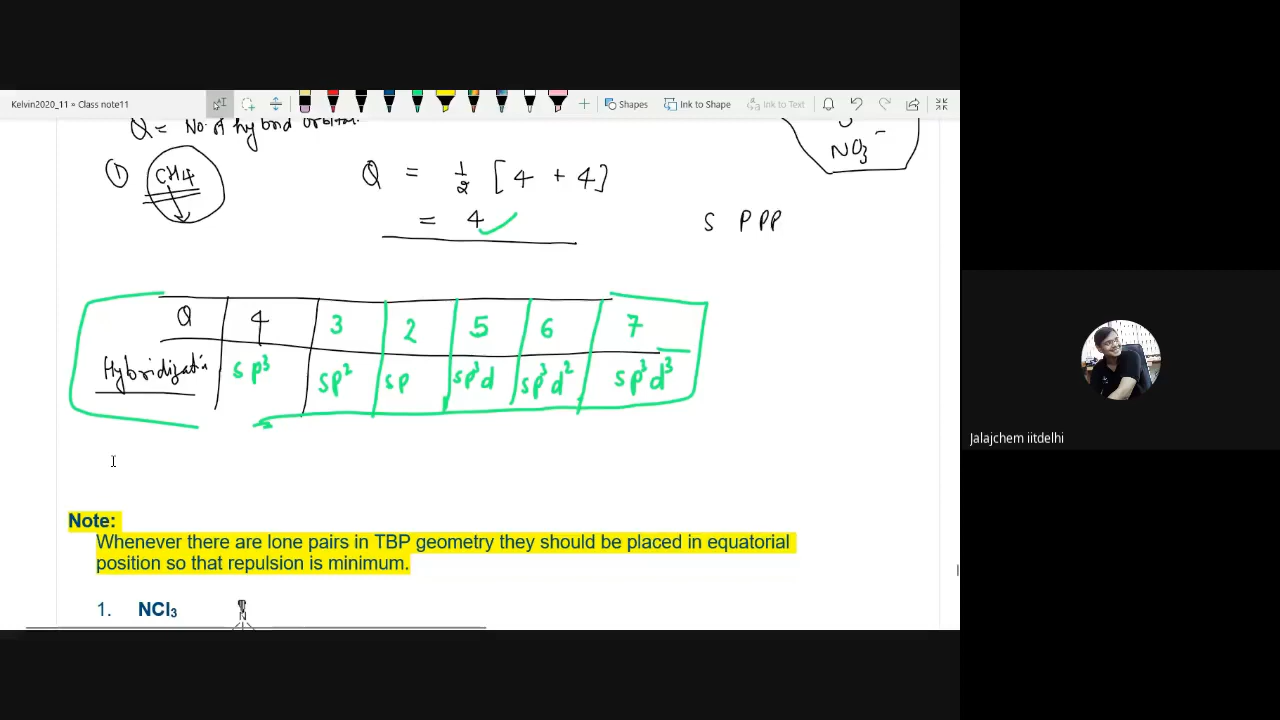 Kelvin2020_11 » Class note11
Shapes
Ink to Shape
Ink to Text
Q = No. of hybrid orbital.
NO3⁻
① CH4
Q = 1/2 [4 + 4]
= 4 ✓
S P P P
Q 4 3 2 5 6 7
Hybridizatin sp³ sp² sp sp³d sp³d² sp³d³
Jalajchem iitdelhi
Note:
Whenever there are lone pairs in TBP geometry they should be placed in equatorial
position so that repulsion is minimum.
1. NCl₃
N